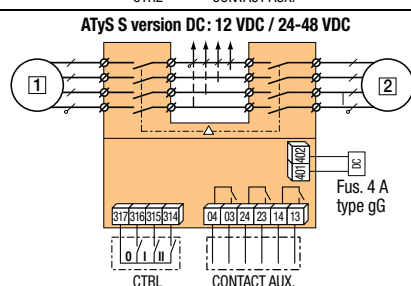 CTRL CONTACT AUX.
ATyS S version DC: 12 VDC / 24-48 VDC
1
2
401 402
DC
Fus. 4 A
type gG
317 316 315 314
04 03 24 23 14 13
0 I II
CTRL
CONTACT AUX.